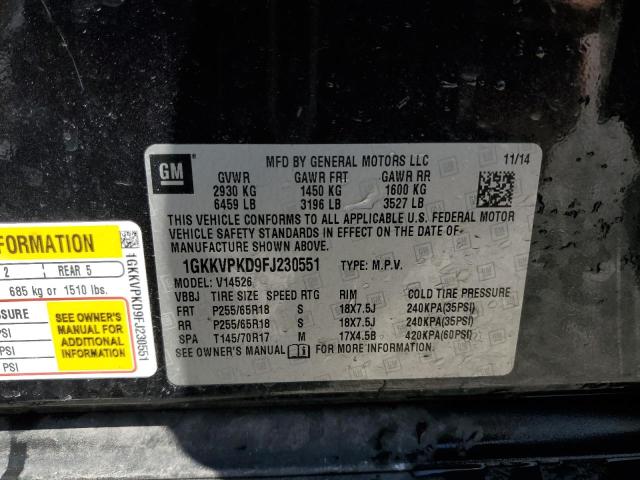 GM
MFD BY GENERAL MOTORS LLC 11/14
GVWR GAWR FRT GAWR RR
2930 KG 1450 KG 1600 KG
6459 LB 3196 LB 3527 LB
THIS VEHICLE CONFORMS TO ALL APPLICABLE U.S. FEDERAL MOTOR
VEHICLE SAFETY STANDARDS IN EFFECT ON THE DATE OF
MANUFACTURE SHOWN ABOVE.
1GKKVPKD9FJ230551 TYPE: M.P.V.
MODEL: V14526
VBBJ TIRE SIZE SPEED RTG RIM COLD TIRE PRESSURE
FRT P255/65R18 S 18X7.5J 240KPA(35PSI)
RR P255/65R18 S 18X7.5J 240KPA(35PSI)
SPA T145/70R17 M 17X4.5B 420KPA(60PSI)
SEE OWNER'S MANUAL FOR MORE INFORMATION.
FORMATION
2 REAR 5
685 kg or 1510 lbs.
SURE
PSI
PSI
PSI
SEE OWNER'S
MANUAL FOR
ADDITIONAL
INFORMATION
1GKKVPKD9FJ230551